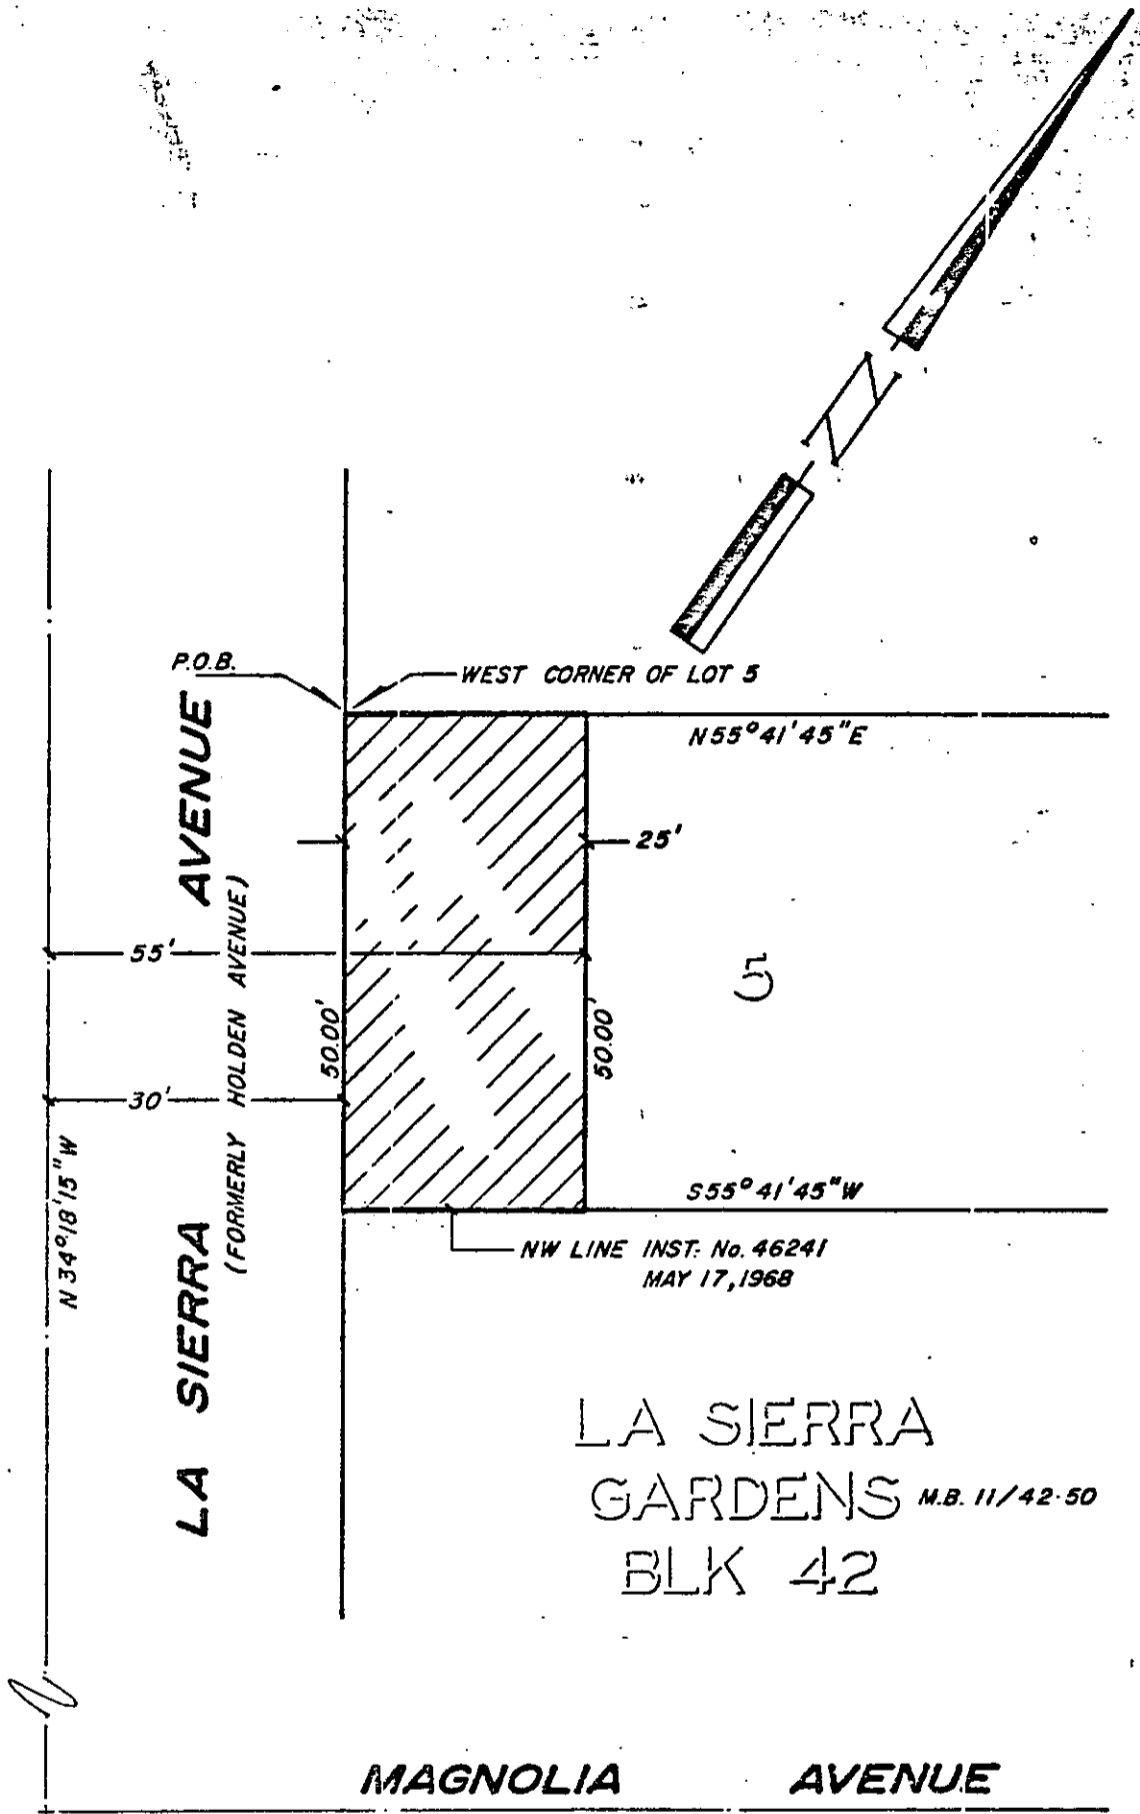 N
P.O.B.
WEST CORNER OF LOT 5
N55°41'45"E
25'
55'
5
50.00'
50.00'
30'
S55°41'45"W
NW LINE INST. No. 46241
MAY 17, 1968
N34°18'15"W
LA SIERRA AVENUE
(FORMERLY HOLDEN AVENUE)
LA SIERRA
GARDENS M.B. 11/42-50
BLK 42
MAGNOLIA AVENUE